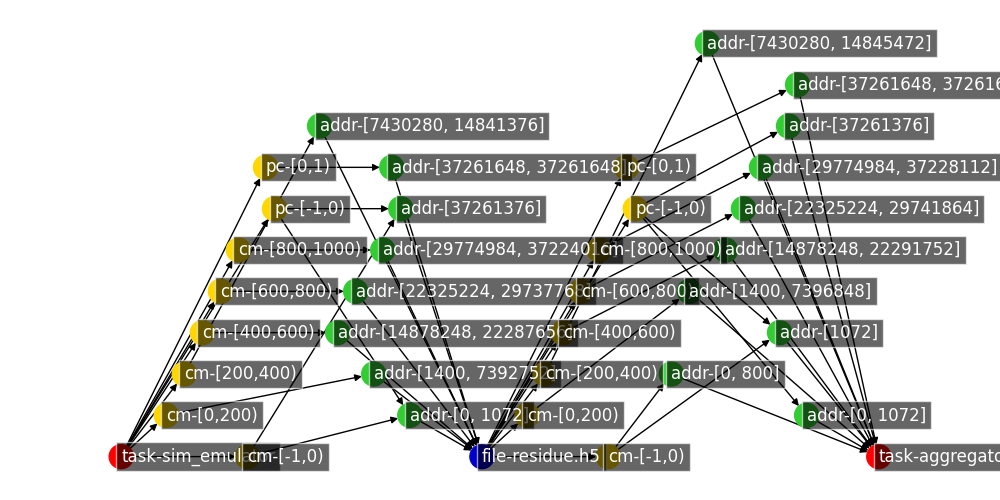 addr-[7430280, 14845472]
addr-[37261648, 37261
addr-[7430280, 14841376]
addr-[37261376]
pc-[0,1)
addr-[37261648, 37261648]
pc-[0,1)
addr-[29774984, 37228112]
pc-[-1,0)
addr-[37261376]
pc-[-1,0)
addr-[22325224, 29741864]
cm-[800,1000)
addr-[29774984, 372240
cm-[800,1000)
addr-[14878248, 22291752]
cm-[600,800)
addr-[22325224, 2973776
cm-[600,800
addr-[1400, 7396848]
cm-[400,600)
addr-[14878248, 2228765
cm-[400,600)
addr-[1072]
cm-[200,400)
addr-[1400, 739275
cm-[200,400)
addr-[0, 800]
cm-[0,200)
addr-[0, 1072]
cm-[0,200)
addr-[0, 1072]
task-sim_emul
cm-[-1,0)
file-residue.h5
cm-[-1,0)
task-aggregato